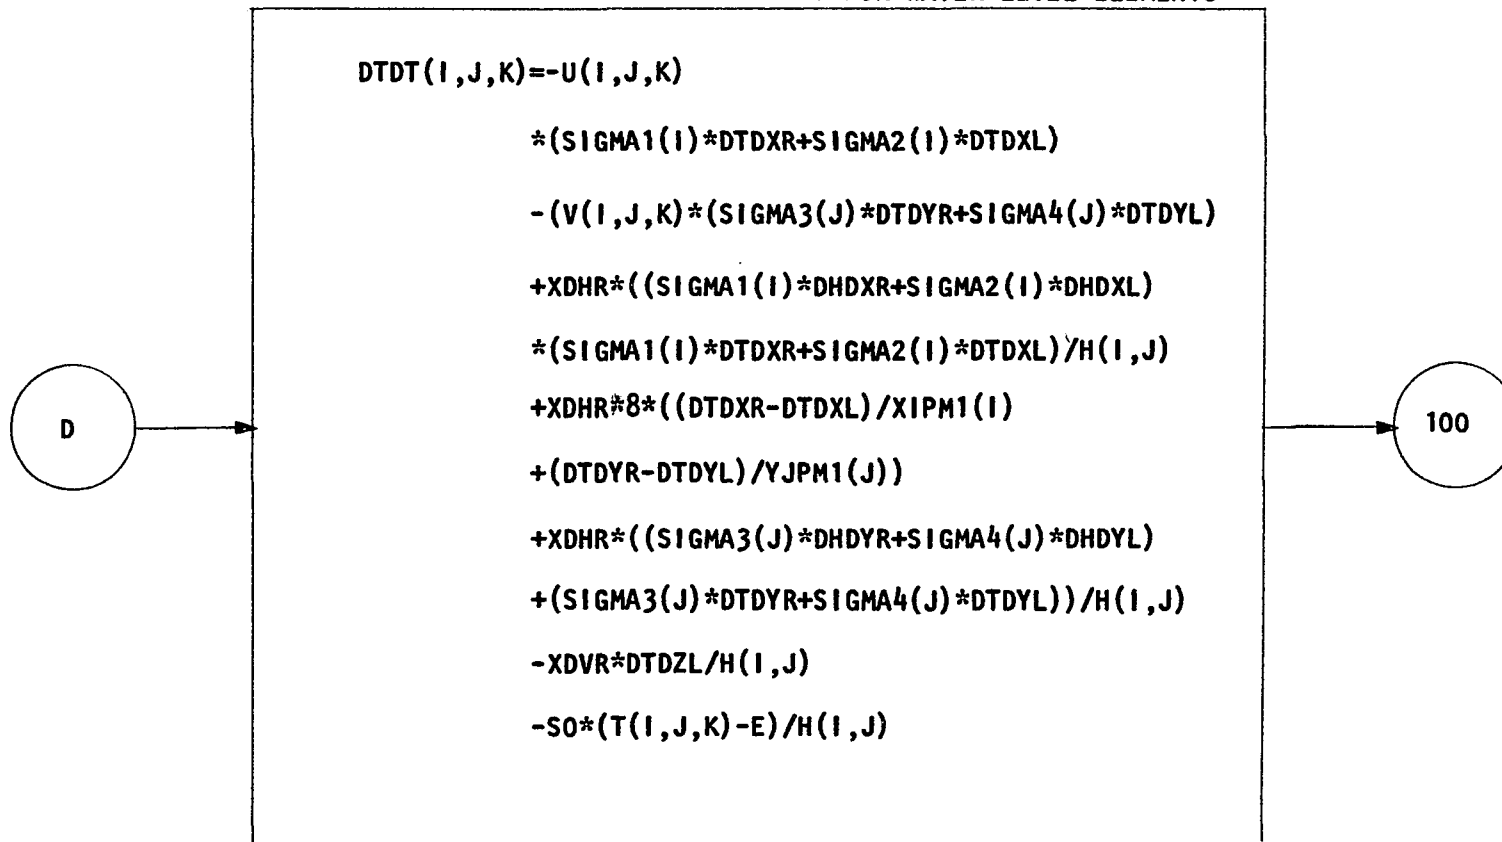 DTDT(I,J,K)=-U(I,J,K)
*(SIGMA1(I)*DTDXR+SIGMA2(I)*DTDXL)
-(V(I,J,K)*(SIGMA3(J)*DTDYR+SIGMA4(J)*DTDYL)
+XDHR*((SIGMA1(I)*DHDXR+SIGMA2(I)*DHDXL)
*(SIGMA1(I)*DTDXR+SIGMA2(I)*DTDXL)/H(I,J)
+XDHR*8*((DTDXR-DTDXL)/XIPM1(I)
+(DTDYR-DTDYL)/YJPM1(J))
+XDHR*((SIGMA3(J)*DHDYR+SIGMA4(J)*DHDYL)
+(SIGMA3(J)*DTDYR+SIGMA4(J)*DTDYL))/H(I,J)
-XDVR*DTDZL/H(I,J)
-SO*(T(I,J,K)-E)/H(I,J)
D
100